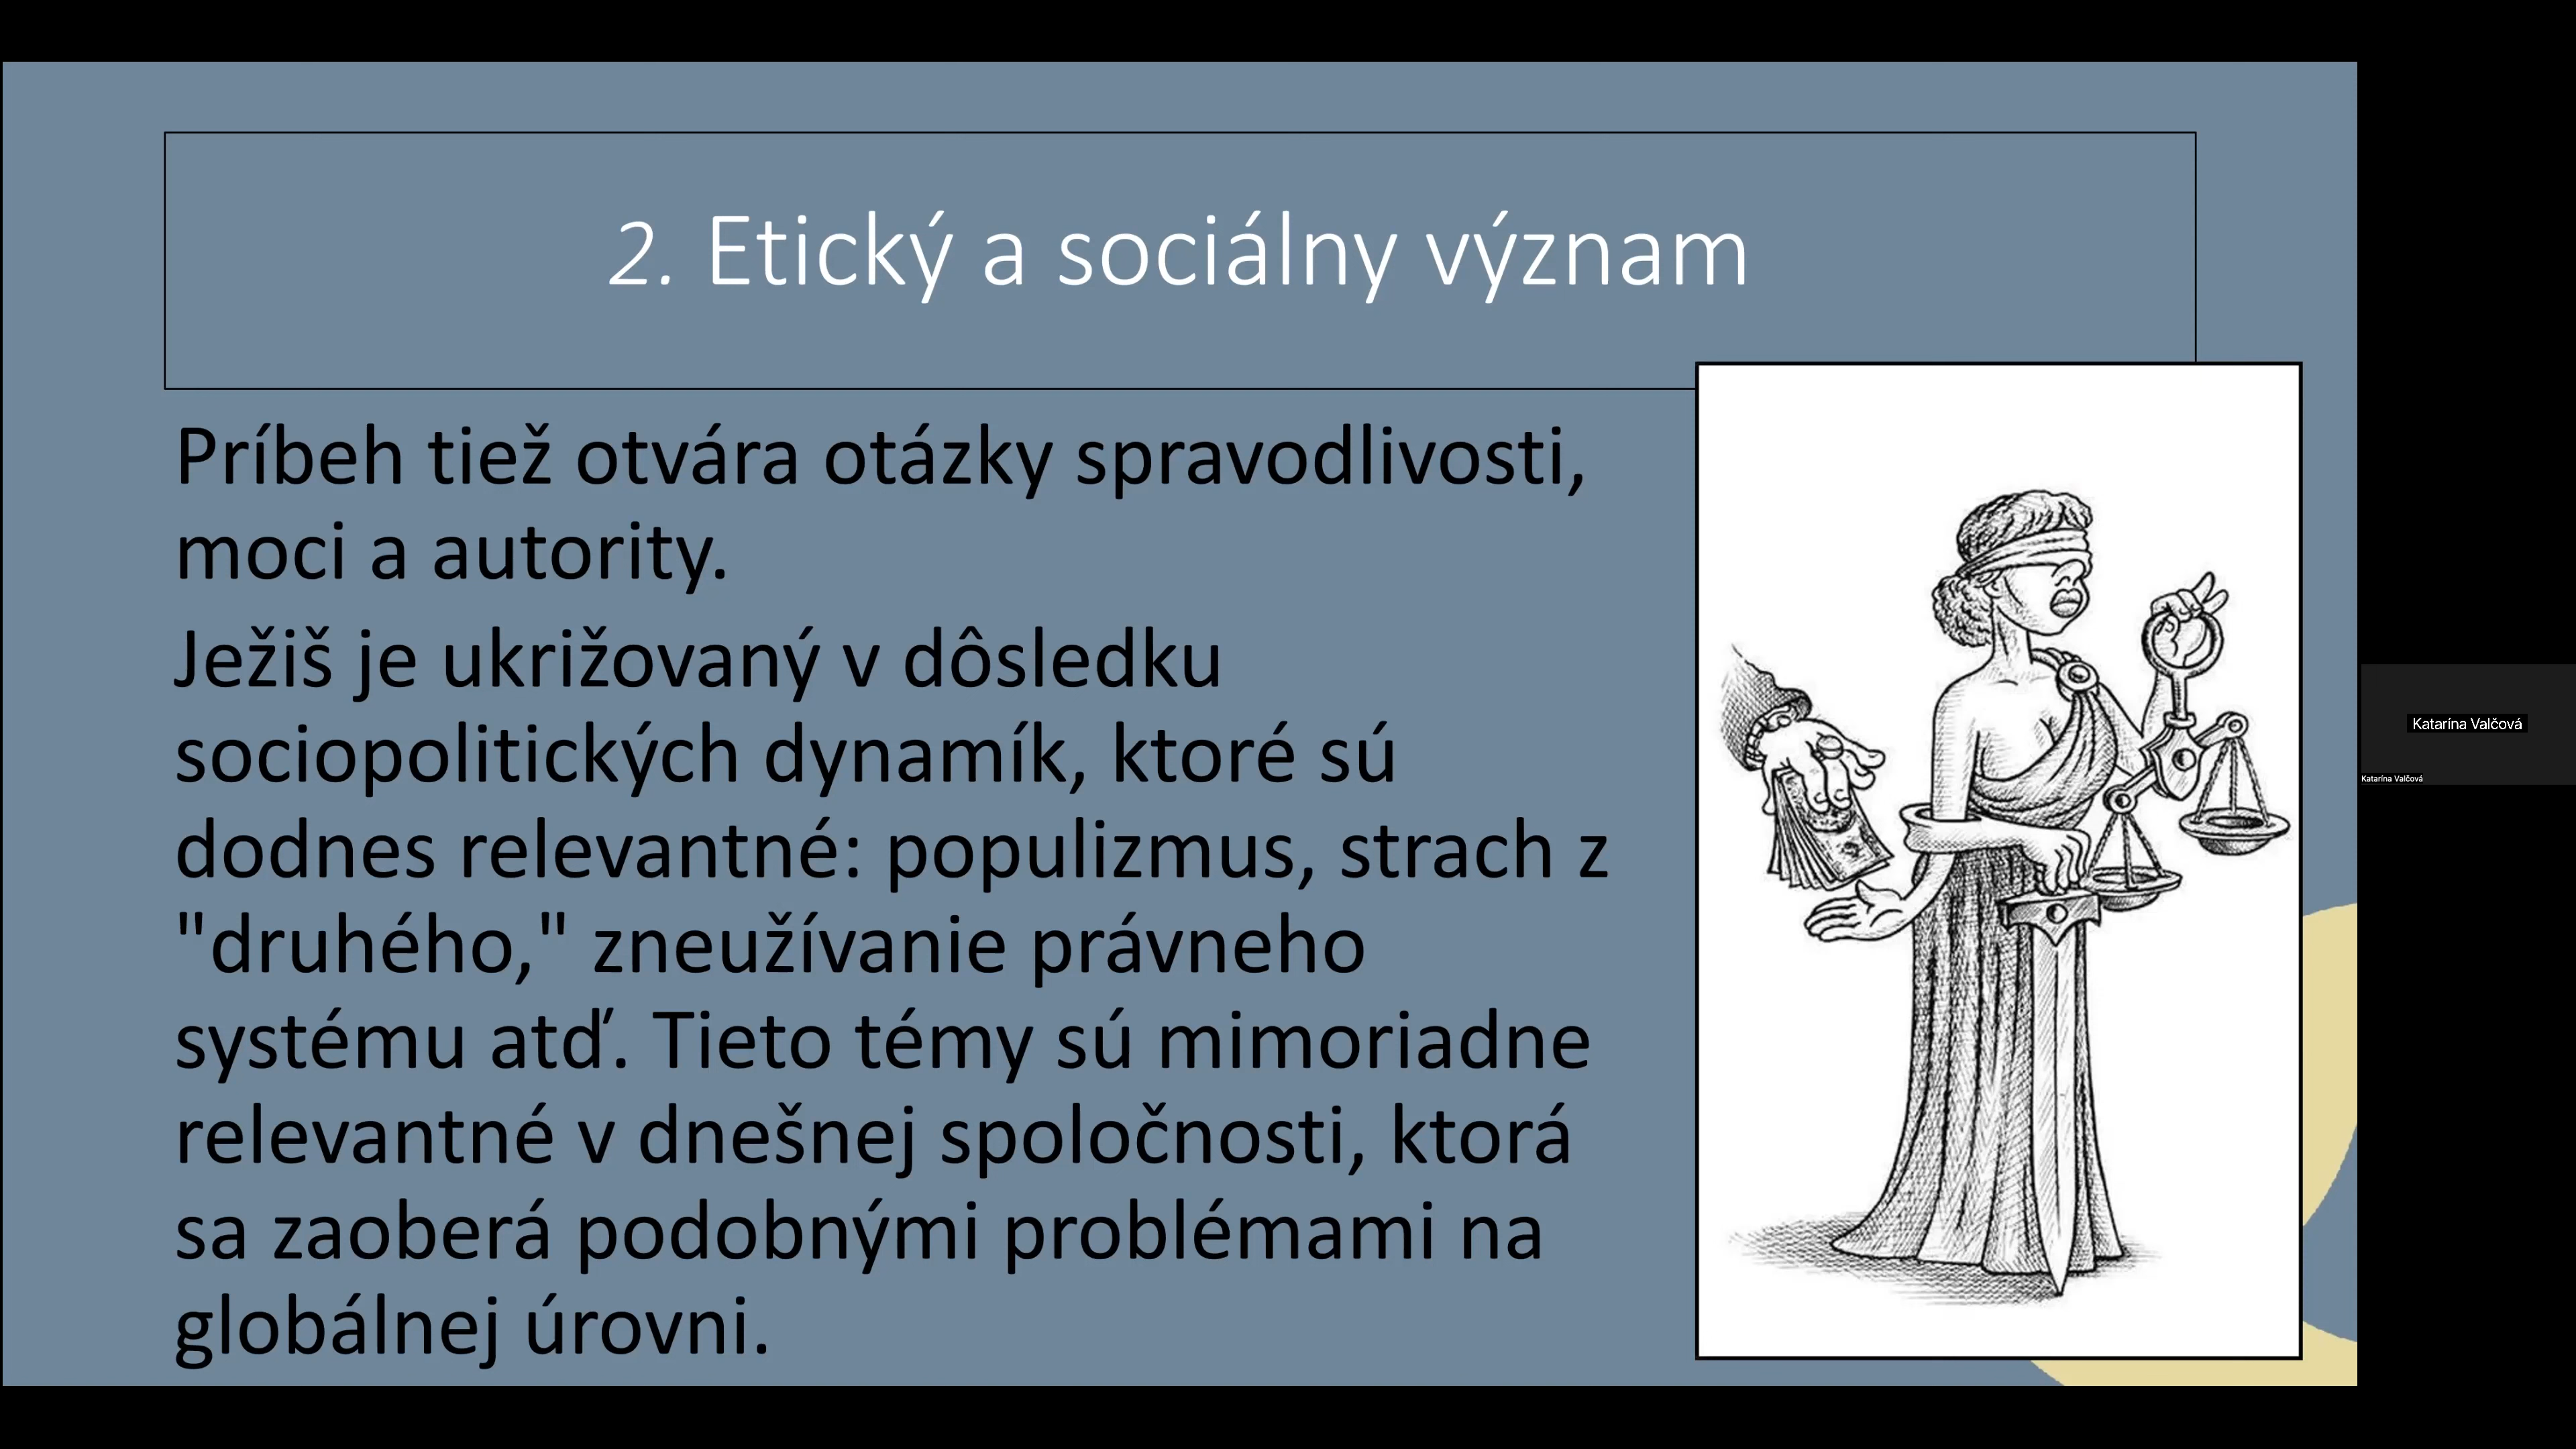 2. Etický a sociálny význam
Príbeh tiež otvára otázky spravodlivosti,
moci a autority.
Ježiš je ukrižovaný v dôsledku
sociopolitických dynamík, ktoré sú
dodnes relevantné: populizmus, strach z
"druhého," zneužívanie právneho
systému atď. Tieto témy sú mimoriadne
relevantné v dnešnej spoločnosti, ktorá
sa zaoberá podobnými problémami na
globálnej úrovni.
Katarína Valčová
Katarína Valčová